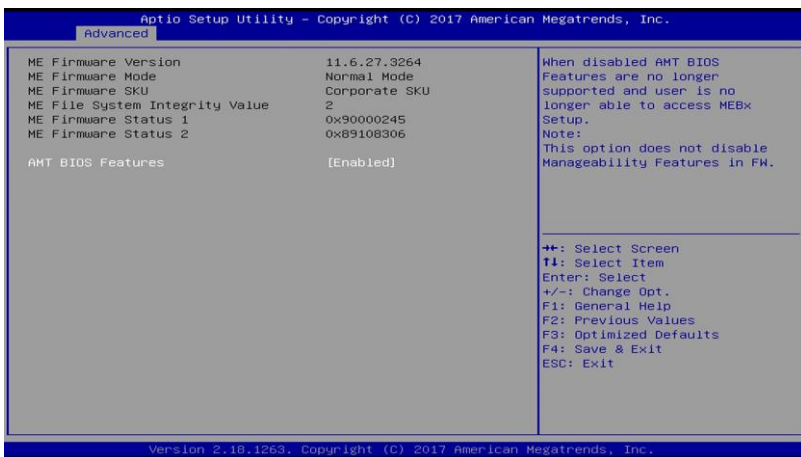 Aptio Setup Utility – Copyright (C) 2017 American Megatrends, Inc.
Advanced
ME Firmware Version 11.6.27.3264
ME Firmware Mode Normal Mode
ME Firmware SKU Corporate SKU
ME File System Integrity Value 2
ME Firmware Status 1 0x90000245
ME Firmware Status 2 0x89108306
AMT BIOS Features [Enabled]
When disabled AMT BIOS
Features are no longer
supported and user is no
longer able to access MEBx
Setup.
Note:
This option does not disable
Manageability Features in FW.
→←: Select Screen
↑↓: Select Item
Enter: Select
+/-: Change Opt.
F1: General Help
F2: Previous Values
F3: Optimized Defaults
F4: Save & Exit
ESC: Exit
Version 2.18.1263. Copyright (C) 2017 American Megatrends, Inc.